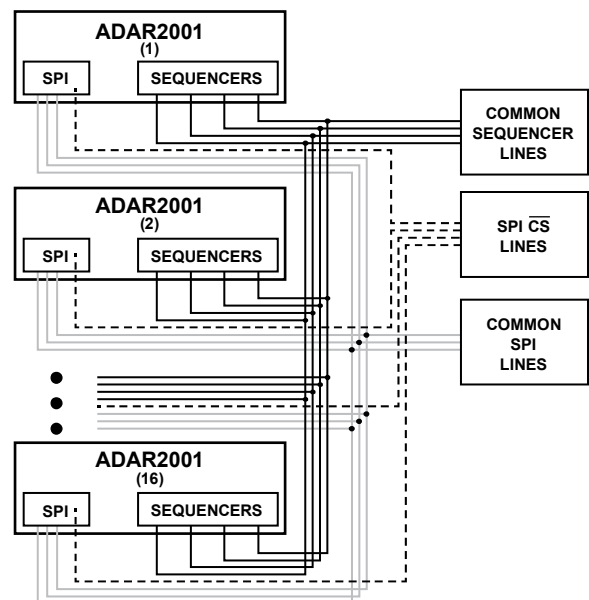 ADAR2001
(1)
SPI
SEQUENCERS
COMMON
SEQUENCER
LINES
ADAR2001
(2)
SPI
SEQUENCERS
SPI C̅S̅
LINES
COMMON
SPI
LINES
ADAR2001
(16)
SPI
SEQUENCERS